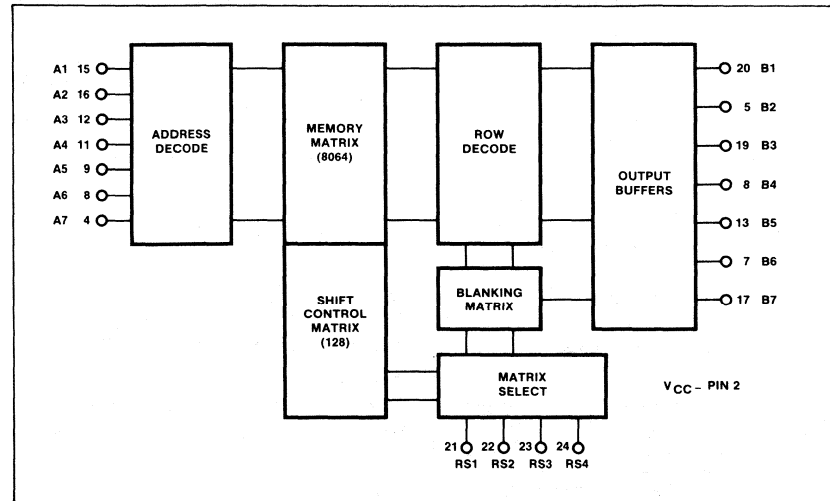 A1 15
A2 16
A3 12
A4 11
A5 9
A6 8
A7 4
ADDRESS
DECODE
MEMORY
MATRIX
(8064)
SHIFT
CONTROL
MATRIX
(128)
ROW
DECODE
BLANKING
MATRIX
MATRIX
SELECT
OUTPUT
BUFFERS
20 B1
5 B2
19 B3
8 B4
13 B5
7 B6
17 B7
VCC – PIN 2
21 22 23 24
RS1 RS2 RS3 RS4